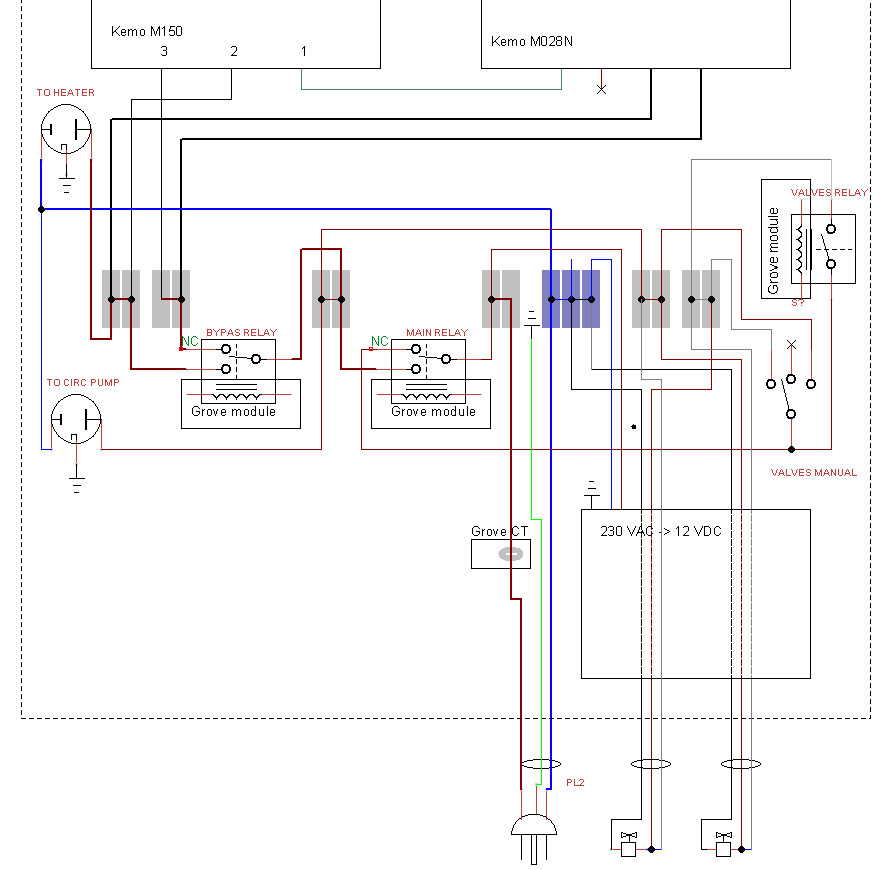 Kemo M150
3 2 1
Kemo M028N
TO HEATER
VALVES RELAY
Grove module
S?
NC
BYPAS RELAY
NC
MAIN RELAY
TO CIRC PUMP
Grove module
Grove module
VALVES MANUAL
Grove CT
230 VAC -> 12 VDC
PL2